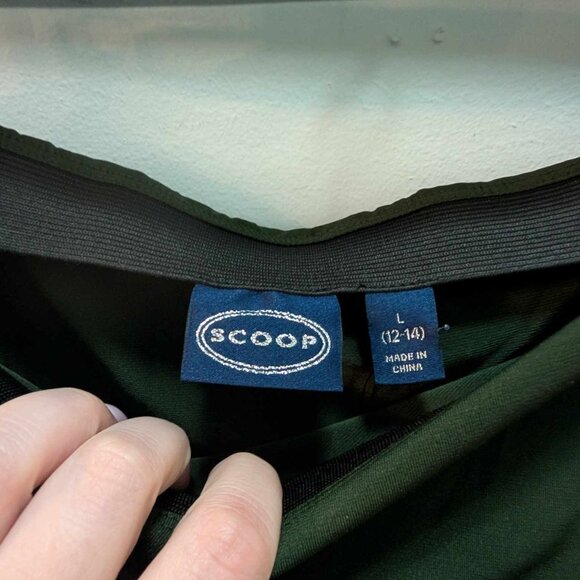 SCOOP
L
(12-14)
MADE IN
CHINA